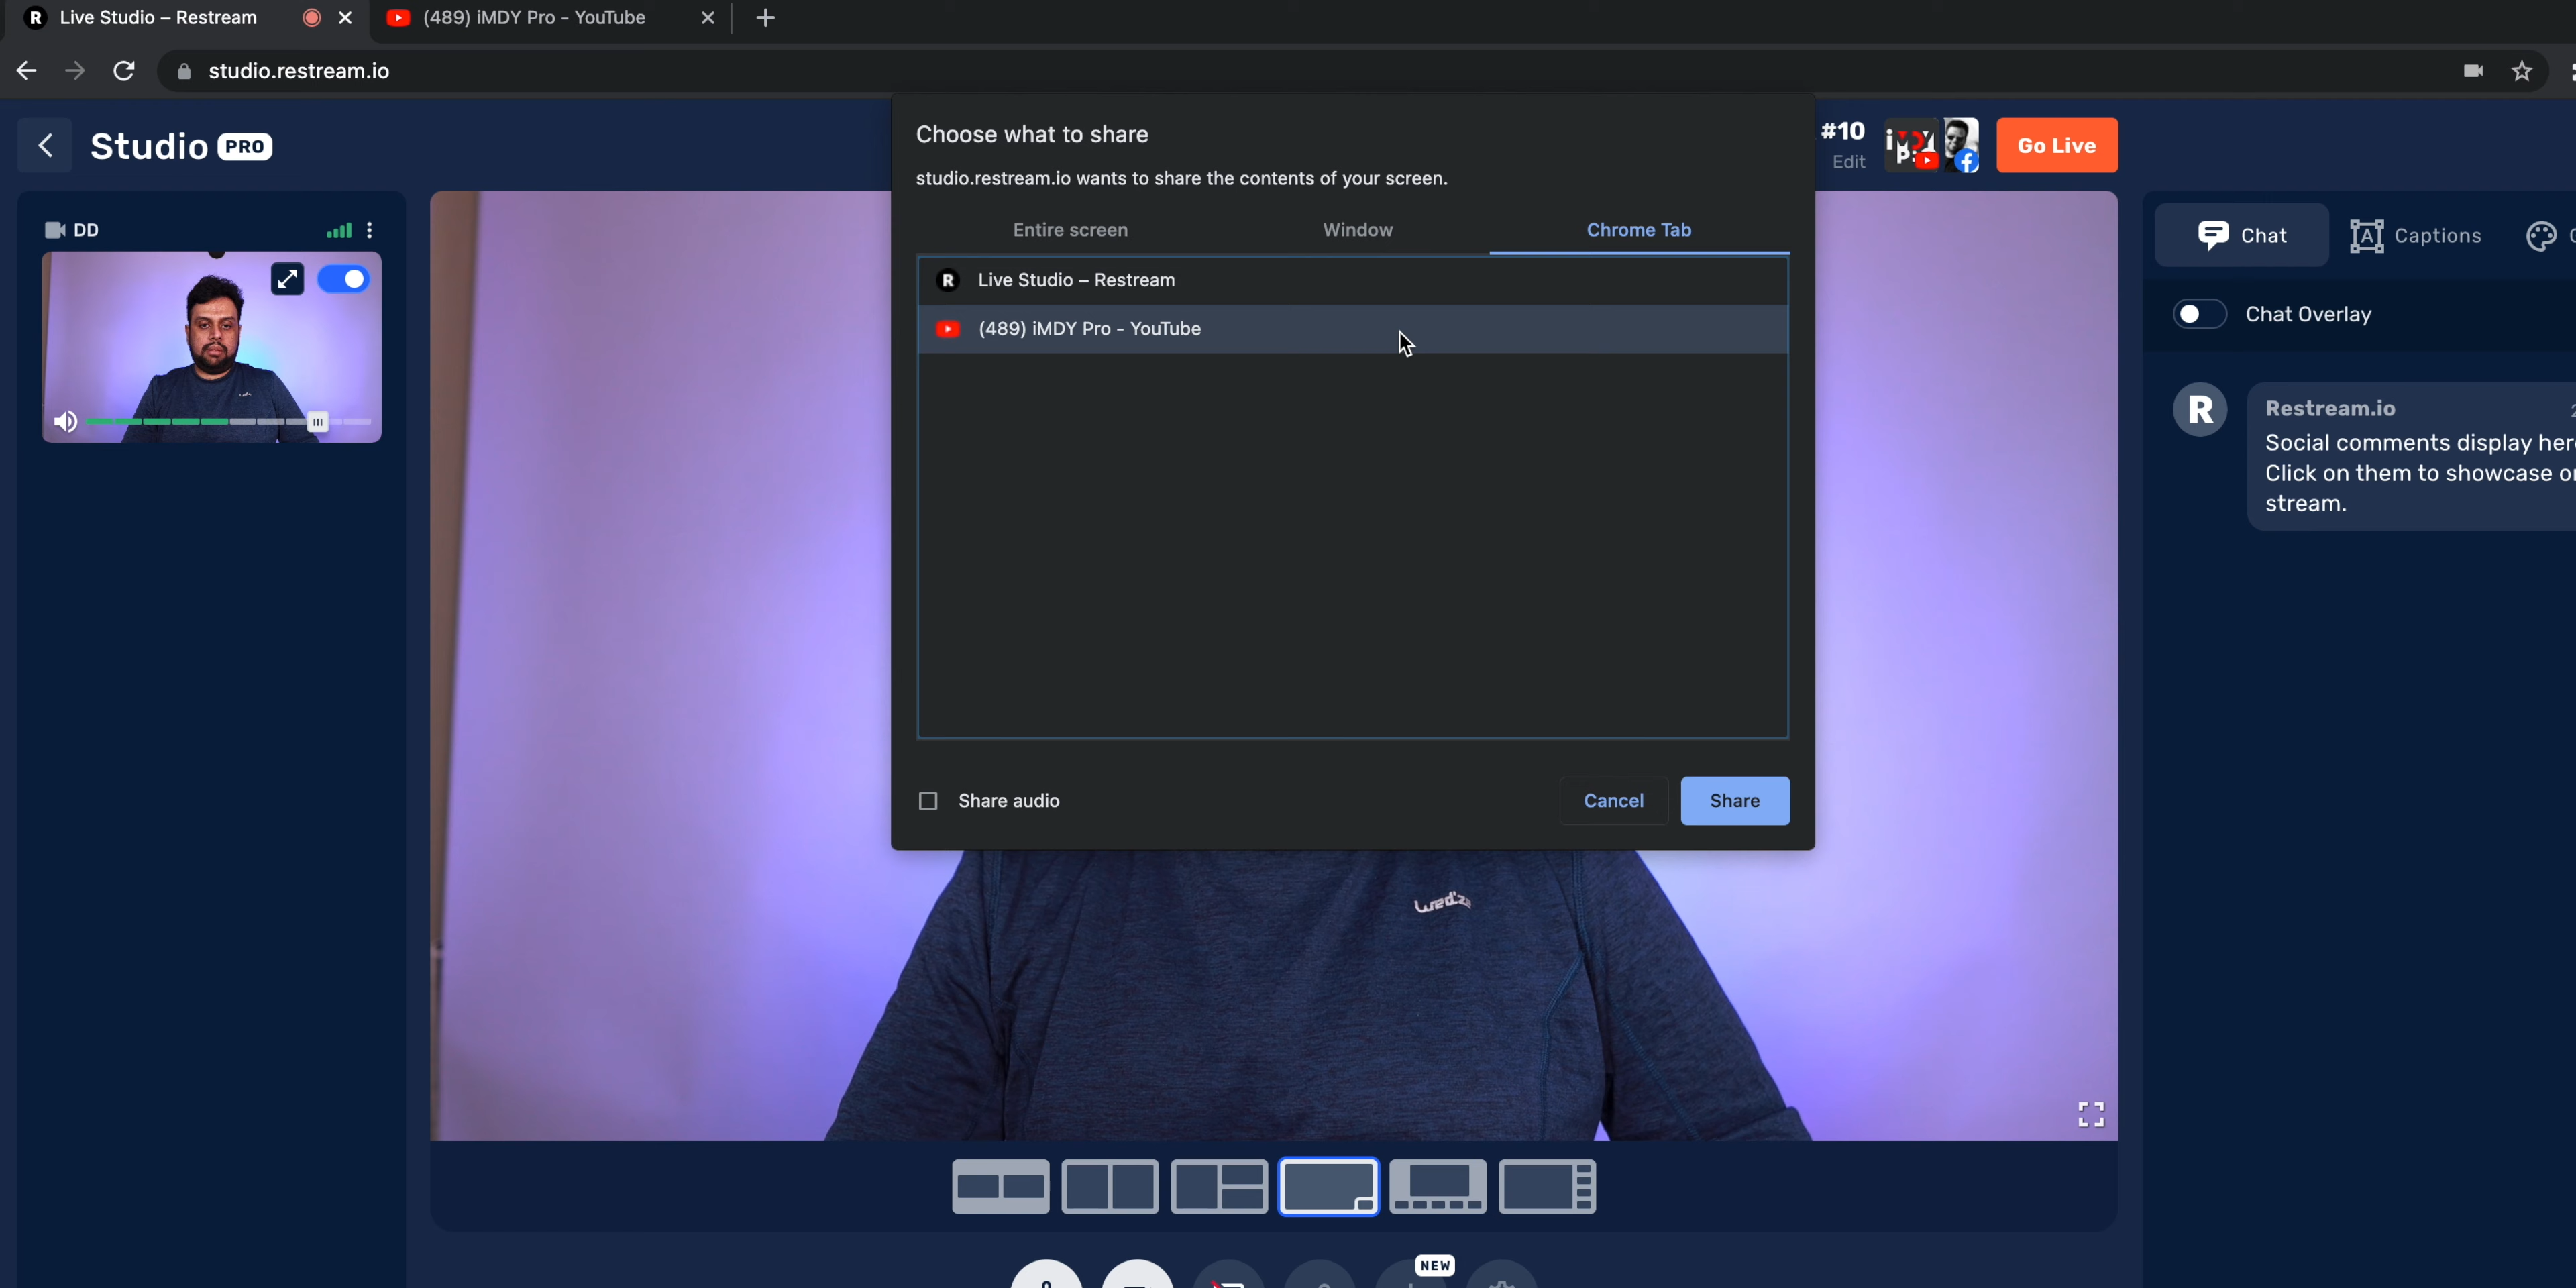 R Live Studio – Restream
(489) iMDY Pro - YouTube
studio.restream.io
Studio PRO
Choose what to share
studio.restream.io wants to share the contents of your screen.
Entire screen
Window
Chrome Tab
R Live Studio – Restream
(489) iMDY Pro - YouTube
Share audio
Cancel
Share
#10
Edit
Go Live
DD
Chat
A Captions
Chat Overlay
R
Restream.io
Social comments display
Click on them to showcase
stream.
NEW